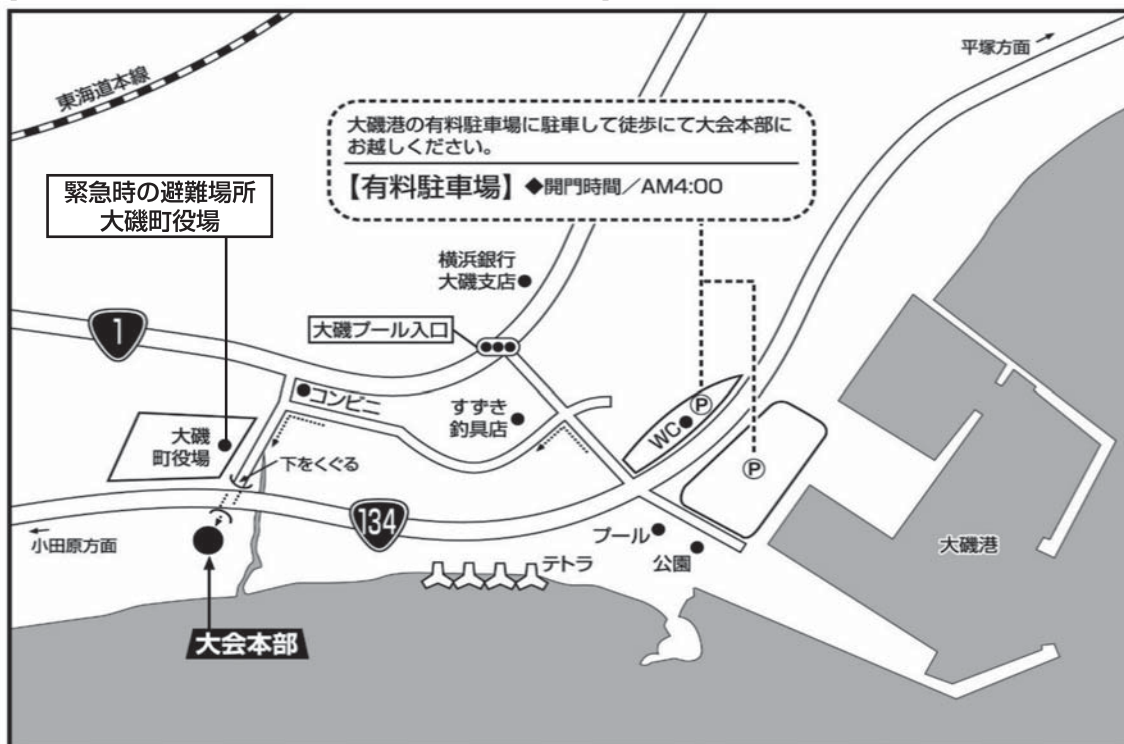 東海道本線
平塚方面
大磯港の有料駐車場に駐車して徒歩にて大会本部に
お越しください。
【有料駐車場】◆開門時間／AM4:00
緊急時の避難場所
大磯町役場
横浜銀行
大磯支店
1
大磯プール入口
コンビニ
すずき
釣具店
P
WC
大磯
町役場
下をくぐる
P
134
小田原方面
プール
公園
大磯港
テトラ
大会本部